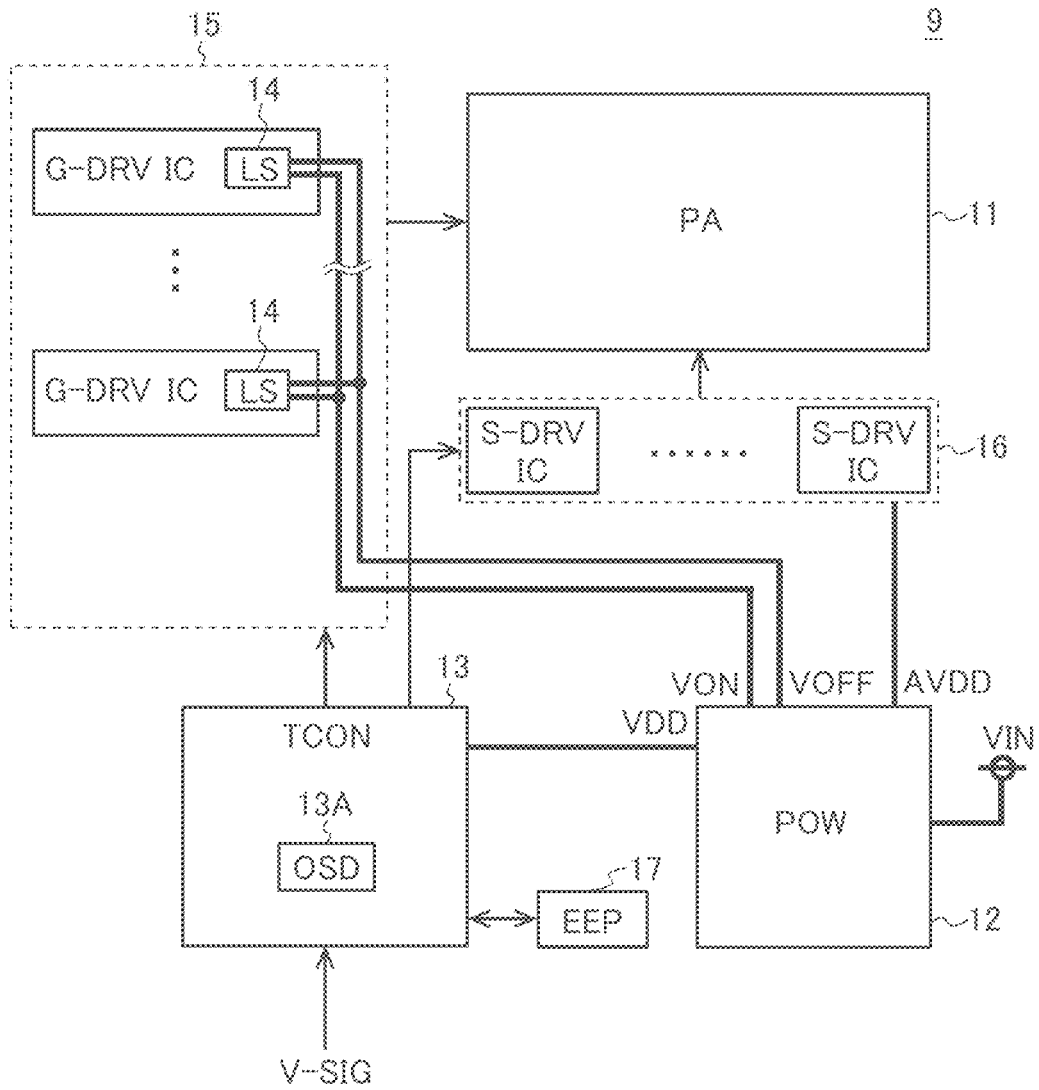 9
15
14
G-DRV IC
LS
PA
11
14
G-DRV IC
LS
S-DRV
IC
S-DRV
IC
16
13
VON
VOFF
AVDD
VDD
TCON
VIN
13A
OSD
POW
17
EEP
12
V-SIG